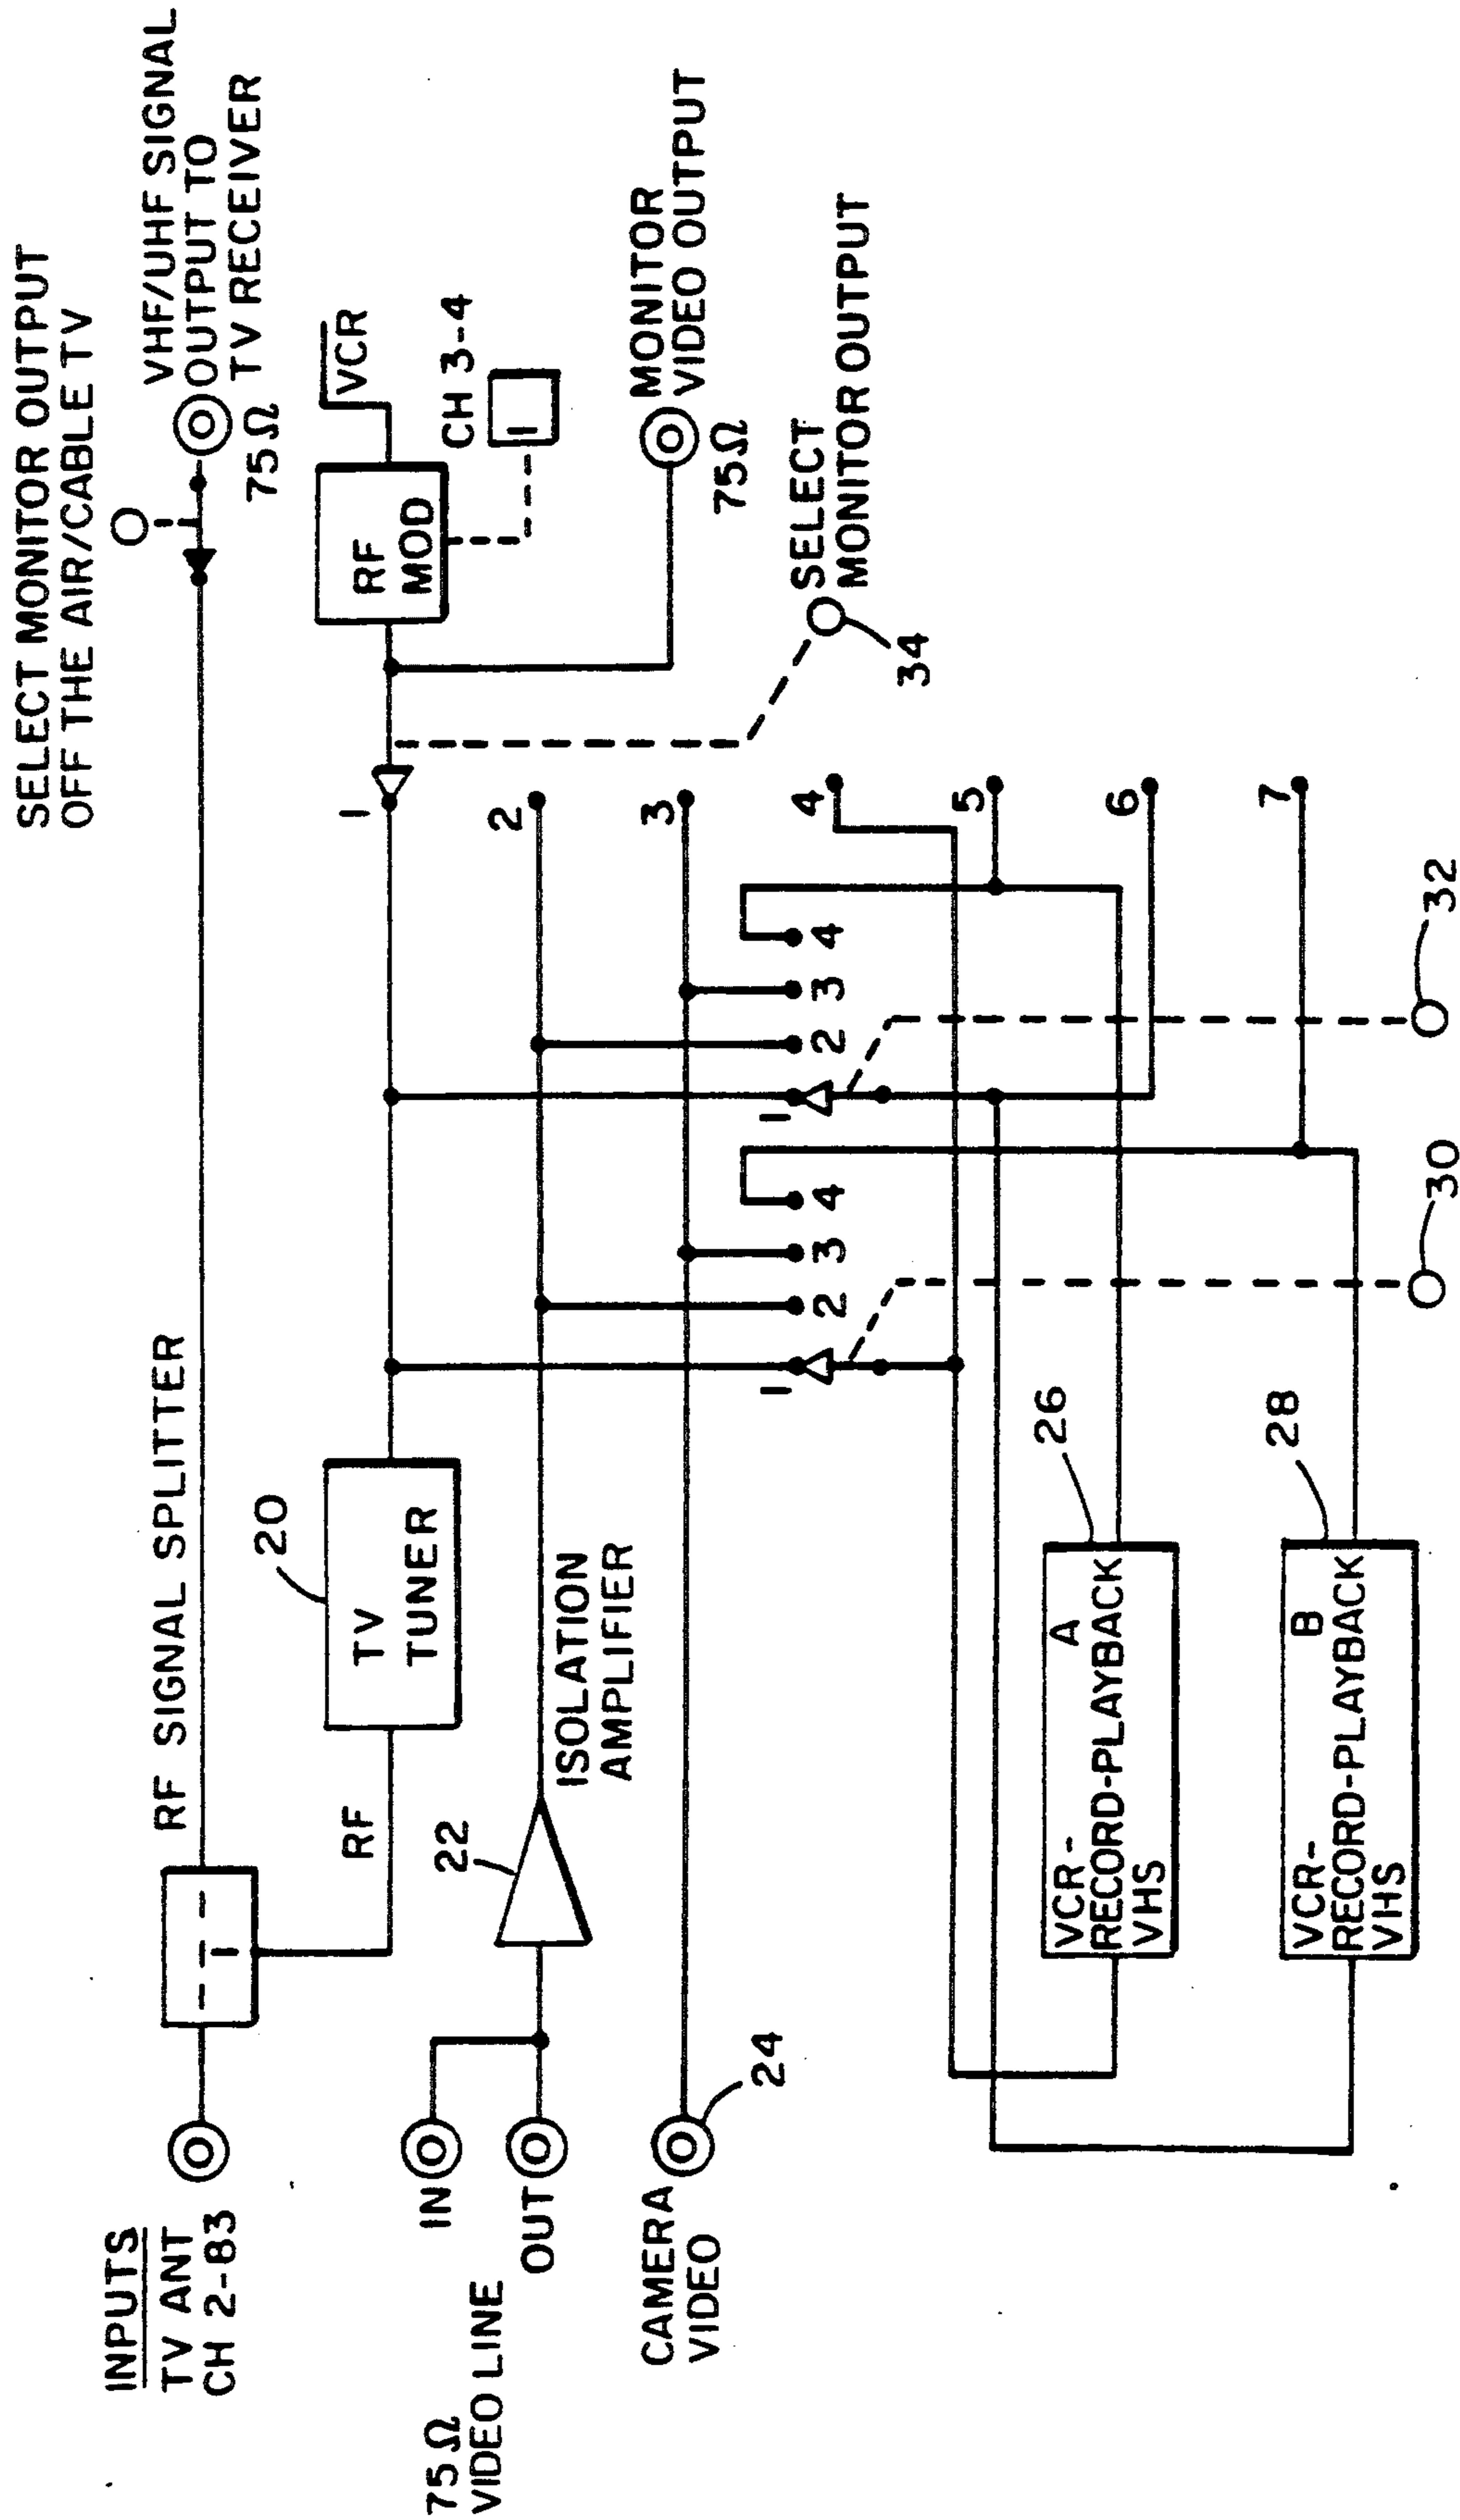 SELECT MONITOR OUTPUT
OFF THE AIR/CABLE TV
INPUTS
TV ANT
CH 2-83
RF SIGNAL SPLITTER
VHF/UHF SIGNAL
OUTPUT TO
TV RECEIVER
75Ω
RF
20
TV
TUNER
1
RF
MOD
VCR
CH 3-4
75Ω
VIDEO LINE
IN
OUT
22
ISOLATION
AMPLIFIER
2
MONITOR
VIDEO OUTPUT
75Ω
CAMERA
VIDEO
24
3
SELECT
MONITOR OUTPUT
34
1
2
3
4
1
2
3
4
4
5
6
7
VCR- A
RECORD-PLAYBACK
VHS
26
VCR- B
RECORD-PLAYBACK
VHS
28
30
32